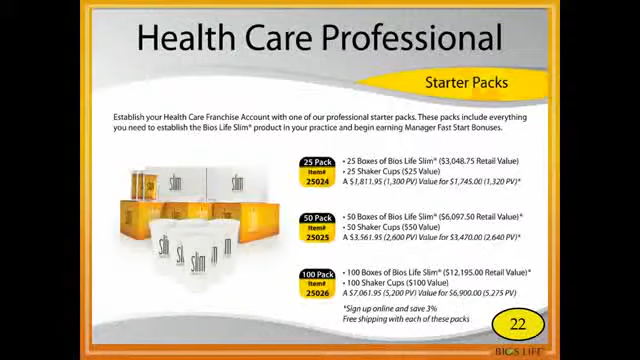 Health Care Professional
Starter Packs
Establish your Health Care Franchise Account with one of our professional starter packs. These packs include everything
you need to establish the Bios Life Slim® product in your practice and begin earning Manager Fast Start Bonuses.
25 Pack
Item#
25024
• 25 Boxes of Bios Life Slim® ($3,048.75 Retail Value)
• 25 Shaker Cups ($25 Value)
A $1,811.95 (1,300 PV) Value for $1,745.00 (1,320 PV)*
50 Pack
Item#
25025
• 50 Boxes of Bios Life Slim® ($6,097.50 Retail Value)*
• 50 Shaker Cups ($50 Value)
A $3,561.95 (2,600 PV) Value for $3,470.00 (2,640 PV)*
100 Pack
Item#
25026
• 100 Boxes of Bios Life Slim® ($12,195.00 Retail Value)*
• 100 Shaker Cups ($100 Value)
A $7,061.95 (5,200 PV) Value for $6,900.00 (5,275 PV)*
*Sign up online and save 3%
Free shipping with each of these packs
slim
slim
slim
slim
22
BIOS LIFE